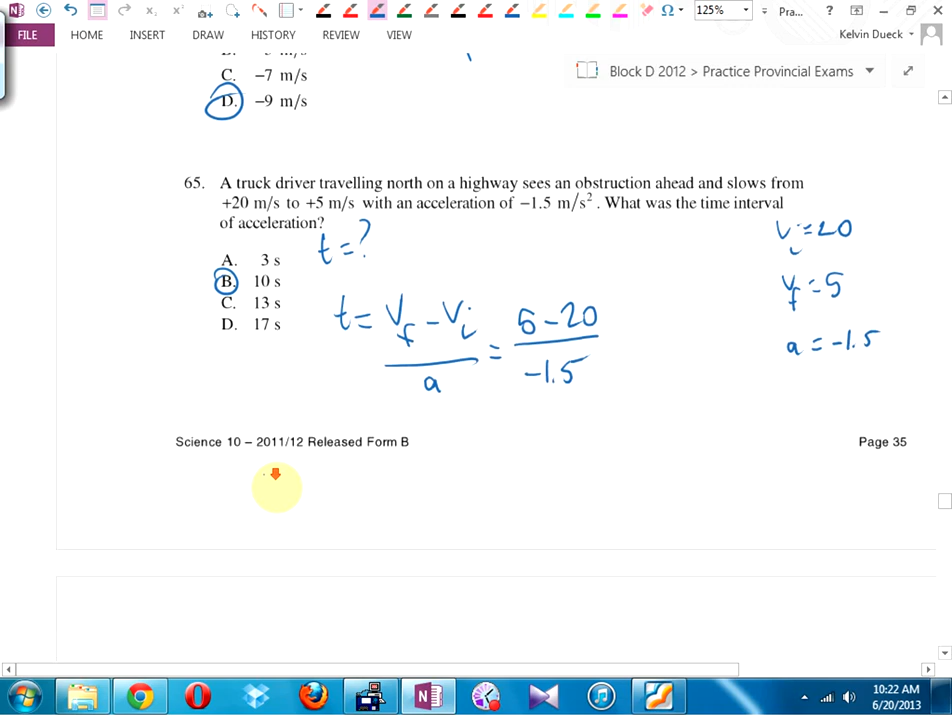 125%
Pra...
?
FILE
HOME
INSERT
DRAW
HISTORY
REVIEW
VIEW
Kelvin Dueck
Block D 2012 > Practice Provincial Exams
C. –7 m/s
D. –9 m/s
65. A truck driver travelling north on a highway sees an obstruction ahead and slows from
+20 m/s to +5 m/s with an acceleration of –1.5 m/s². What was the time interval
of acceleration?
A. 3 s
B. 10 s
C. 13 s
D. 17 s
t = ?
t = Vf - Vi / a = 5 - 20 / -1.5
Vi = 20
Vf = 5
a = -1.5
Science 10 – 2011/12 Released Form B
Page 35
10:22 AM
6/20/2013